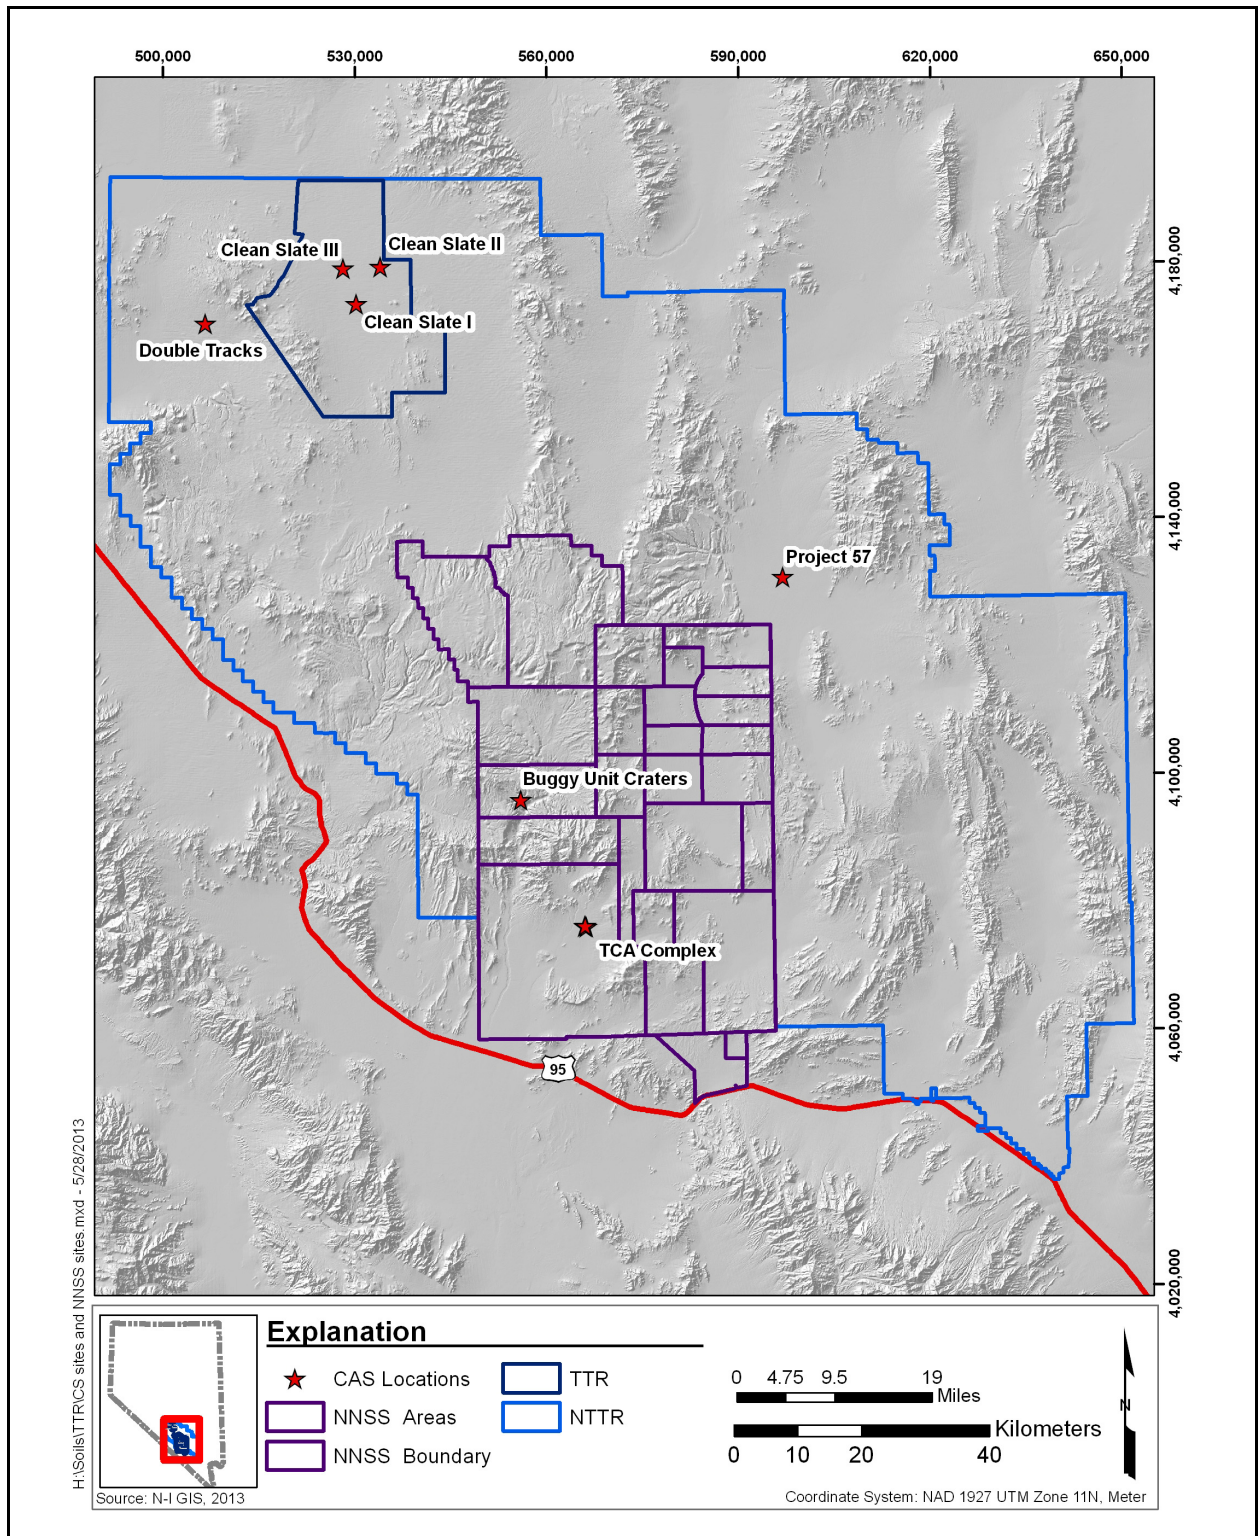 500,000 530,000 560,000 590,000 620,000 650,000
4,180,000
Clean Slate III
Clean Slate II
Clean Slate I
Double Tracks
4,140,000
Project 57
4,100,000
Buggy Unit Craters
TCA Complex
4,060,000
95
4,020,000
H:\Soils\TTR\CS sites and NNSS sites.mxd - 5/28/2013
Explanation
CAS Locations
NNSS Areas
NNSS Boundary
TTR
NTTR
0 4.75 9.5 19
Miles
Kilometers
0 10 20 40
N
Source: N-I GIS, 2013
Coordinate System: NAD 1927 UTM Zone 11N, Meter